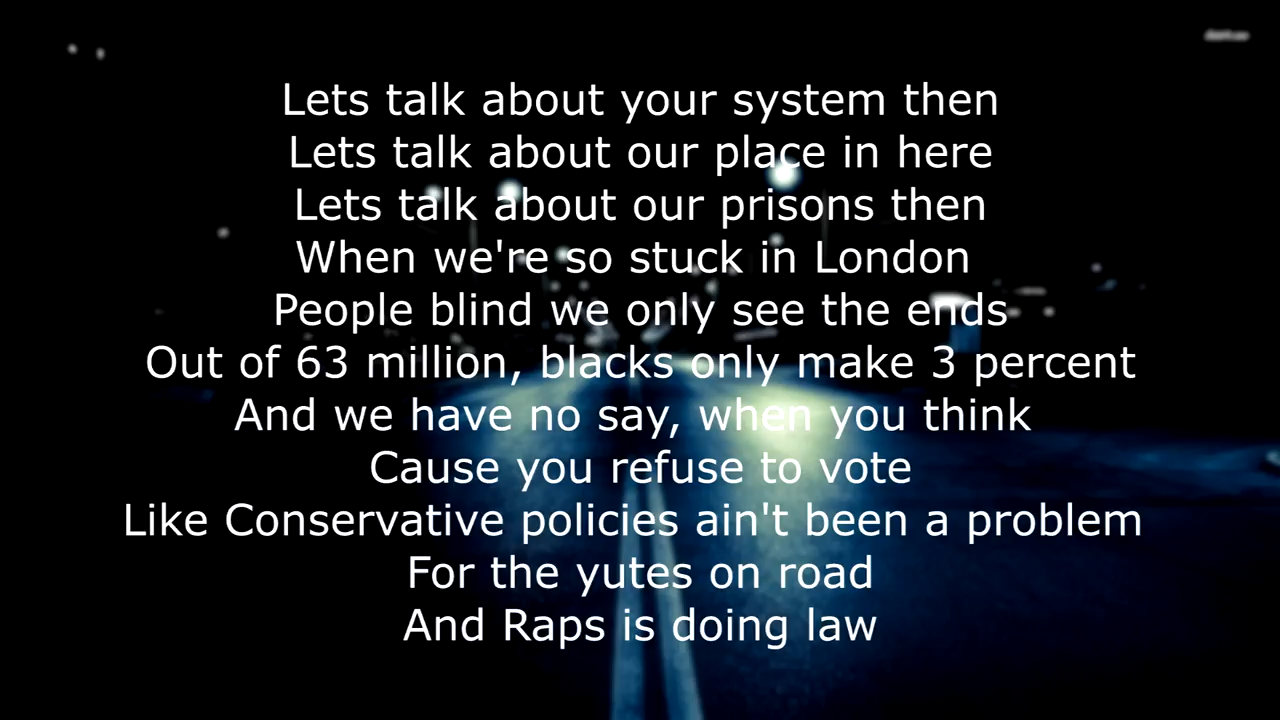 Lets talk about your system then
Lets talk about our place in here
Lets talk about our prisons then
When we're so stuck in London
People blind we only see the ends
Out of 63 million, blacks only make 3 percent
And we have no say, when you think
Cause you refuse to vote
Like Conservative policies ain't been a problem
For the yutes on road
And Raps is doing law